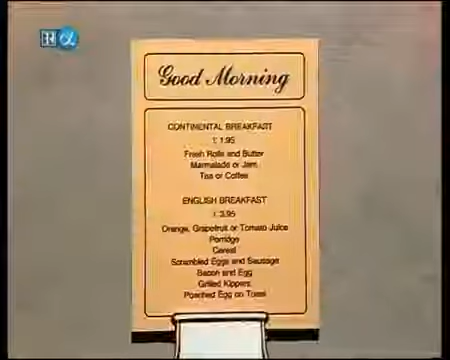 Good Morning
CONTINENTAL BREAKFAST
£ 1.95
Fresh Rolls and Butter
Marmalade or Jam
Tea or Coffee
ENGLISH BREAKFAST
£ 3.95
Orange, Grapefruit or Tomato Juice
Porridge
Cereal
Scrambled Eggs and Sausage
Bacon and Egg
Grilled Kippers
Poached Egg on Toast